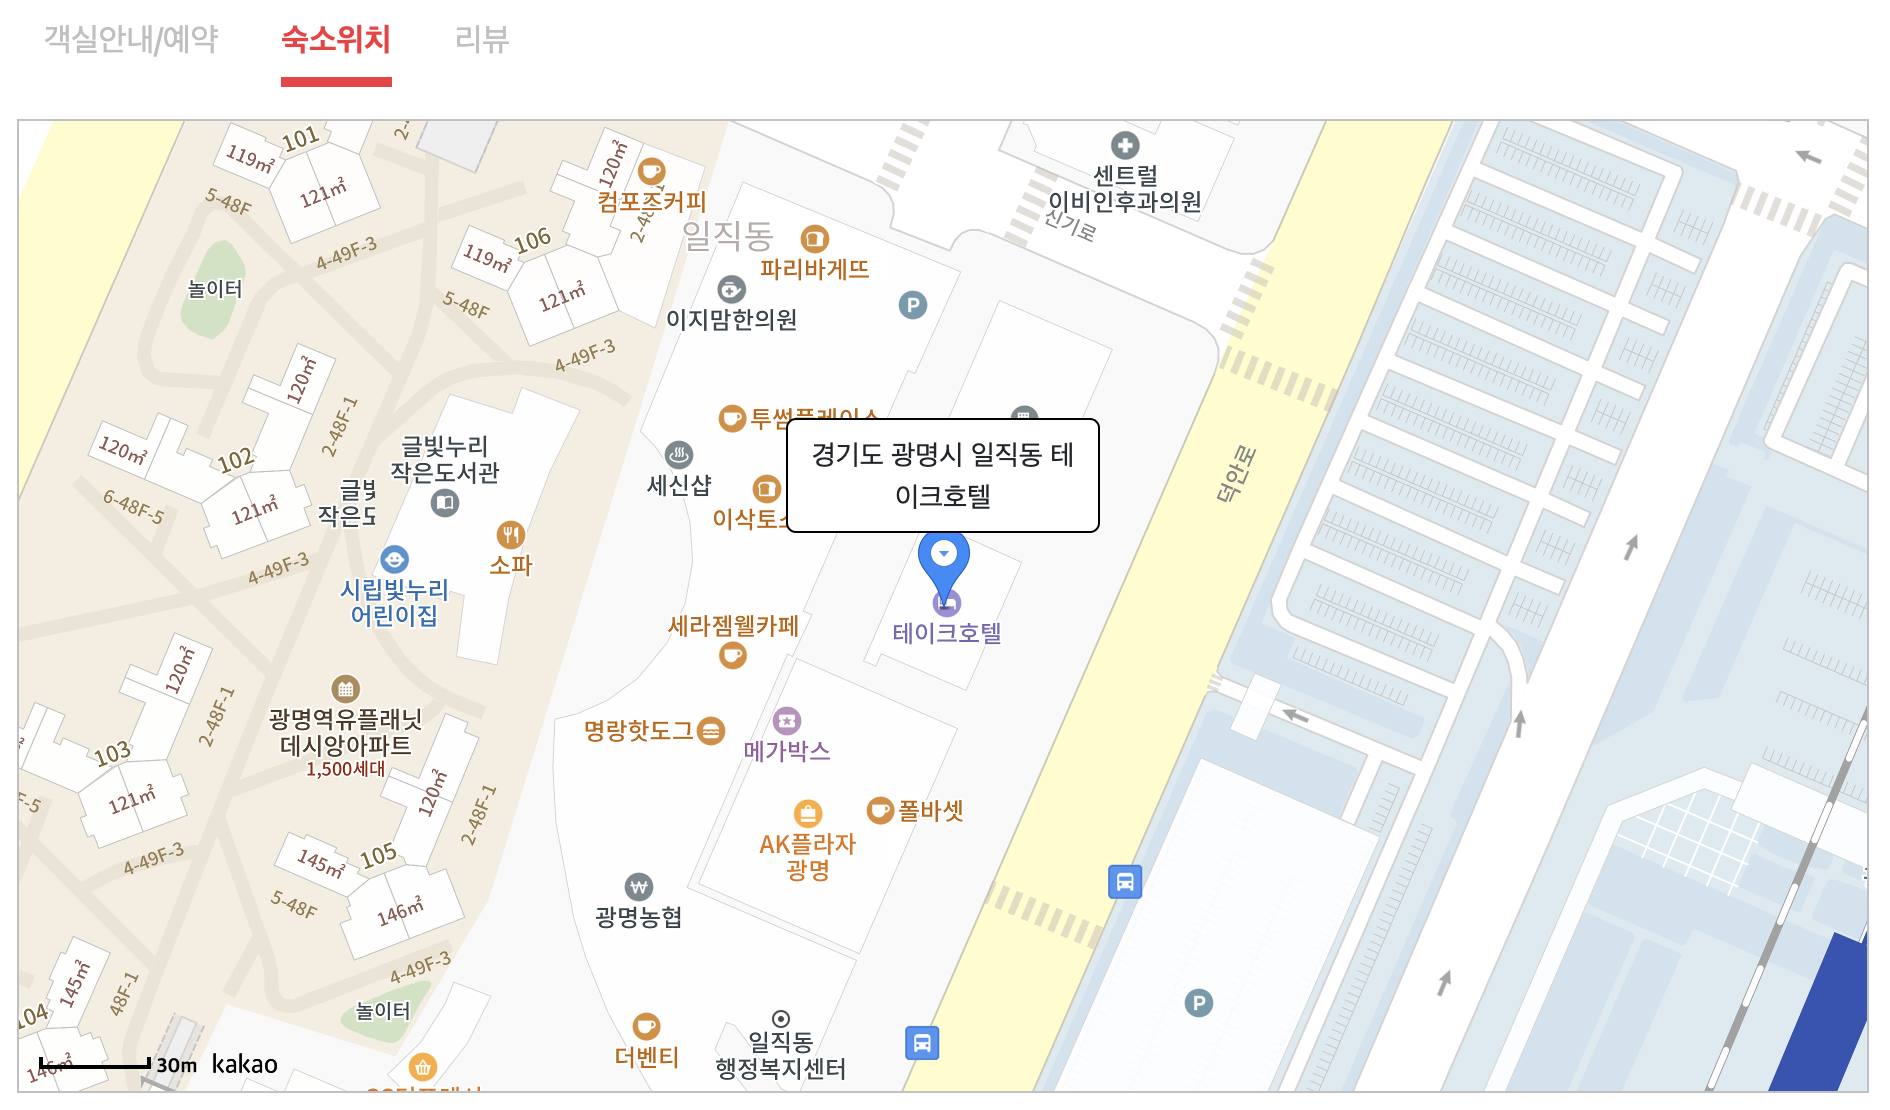 객실안내/예약
숙소위치
리뷰
101
119㎡
121㎡
5-48F
4-49F-3
놀이터
120㎡
컴포즈커피
106
119㎡
121㎡
5-48F
4-49F-3
일직동
파리바게뜨
이지맘한의원
P
센트럴
이비인후과의원
신기로
120㎡
2-48F-1
120㎡
102
121㎡
6-48F-5
4-49F-3
글빛누리
작은도서관
소파
시립빛누리
어린이집
투썸플레이스
세신샵
경기도 광명시 일직동 테
이크호텔
테이크호텔
덕안로
세라젬웰카페
명랑핫도그
메가박스
AK플라자
광명
폴바셋
광명역유플래닛
데시앙아파트
1,500세대
120㎡
2-48F-1
103
121㎡
4-49F-3
120㎡
2-48F-1
145㎡
105
146㎡
5-48F
4-49F-3
광명농협
P
145㎡
48F-1
놀이터
더벤티
일직동
행정복지센터
30m
kakao